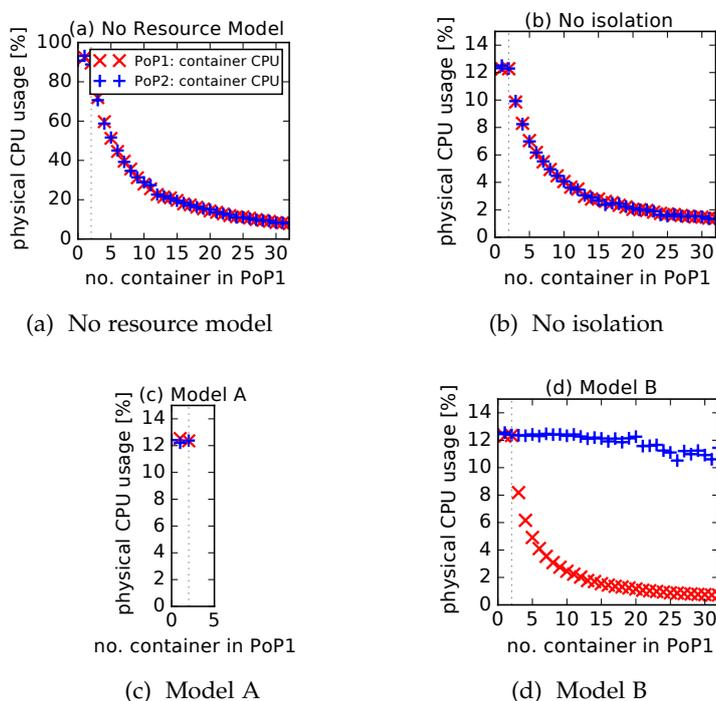 (a) No Resource Model
100
80
60
40
20
0
physical CPU usage [%]
PoP1: container CPU
PoP2: container CPU
0 5 10 15 20 25 30
no. container in PoP1
(a) No resource model
(b) No isolation
14
12
10
8
6
4
2
0
physical CPU usage [%]
0 5 10 15 20 25 30
no. container in PoP1
(b) No isolation
(c) Model A
14
12
10
8
6
4
2
0
physical CPU usage [%]
0 5
no. container in PoP1
(c) Model A
(d) Model B
14
12
10
8
6
4
2
0
physical CPU usage [%]
0 5 10 15 20 25 30
no. container in PoP1
(d) Model B